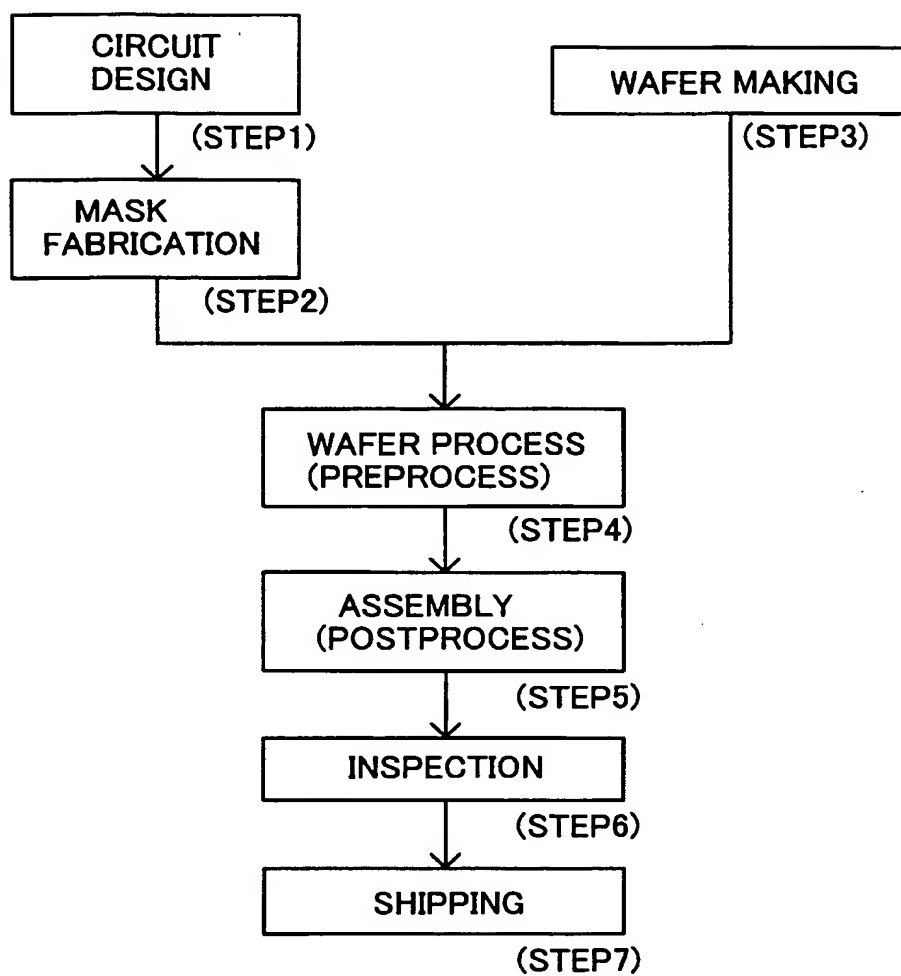 CIRCUIT
DESIGN
(STEP1)
MASK
FABRICATION
(STEP2)
WAFER MAKING
(STEP3)
WAFER PROCESS
(PREPROCESS)
(STEP4)
ASSEMBLY
(POSTPROCESS)
(STEP5)
INSPECTION
(STEP6)
SHIPPING
(STEP7)